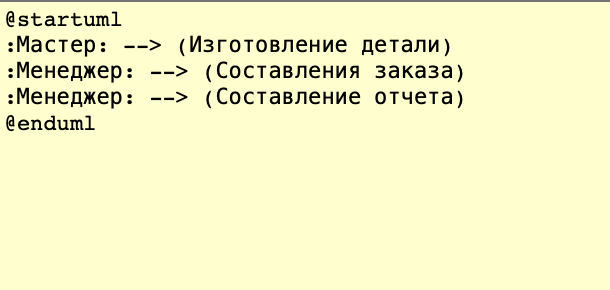 @startuml
:Мастер: --> (Изготовление детали)
:Менеджер: --> (Составления заказа)
:Менеджер: --> (Составление отчета)
@enduml